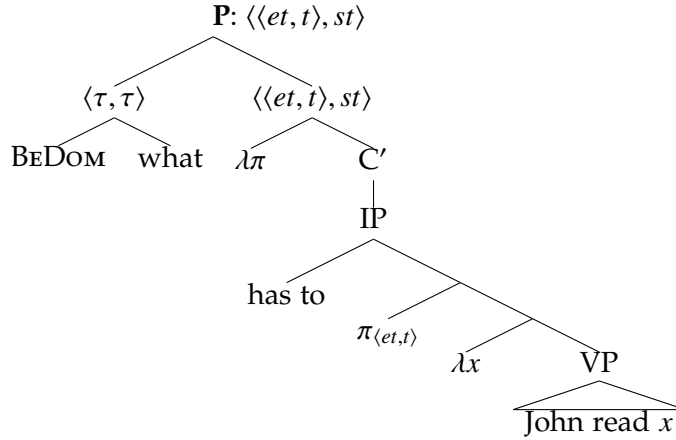 P: ⟨⟨et, t⟩, st⟩
⟨τ, τ⟩ ⟨⟨et, t⟩, st⟩
BEDOM what λπ C′
IP
has to
π⟨et,t⟩
λx VP
John read x